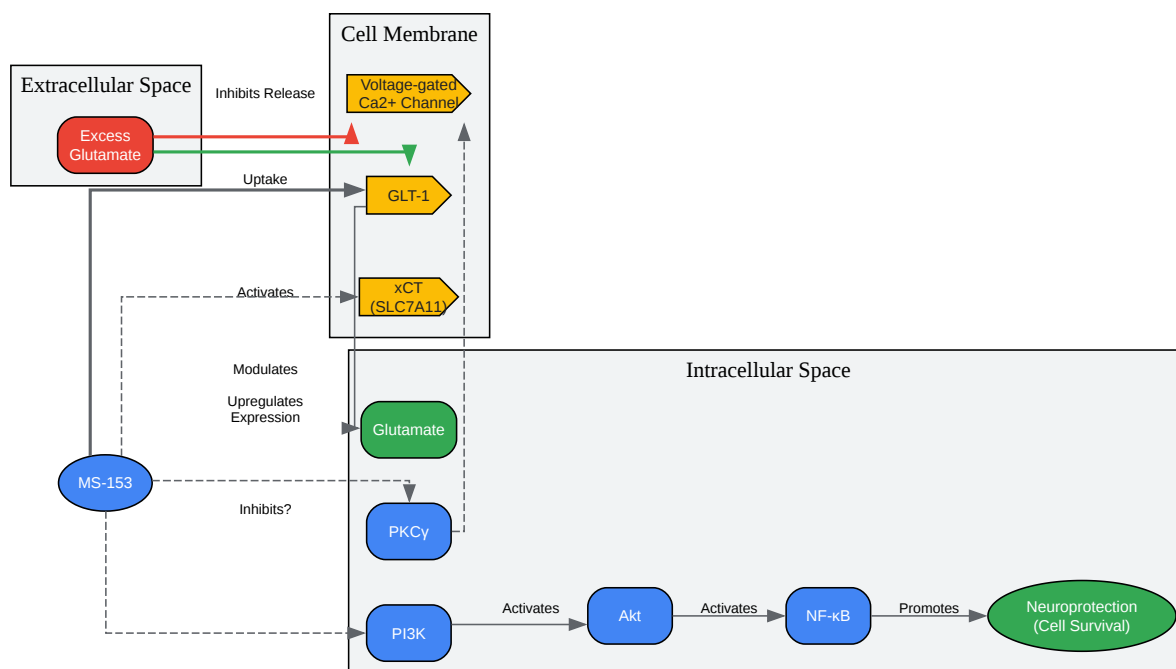 Cell Membrane
Extracellular Space
Voltage-gated
Ca2+ Channel
Inhibits Release
Excess
Glutamate
Uptake
GLT-1
Activates
xCT
(SLC7A11)
Intracellular Space
Modulates
Upregulates
Expression
Glutamate
MS-153
Inhibits?
PKCγ
PI3K
Activates
Akt
Activates
NF-κB
Promotes
Neuroprotection
(Cell Survival)